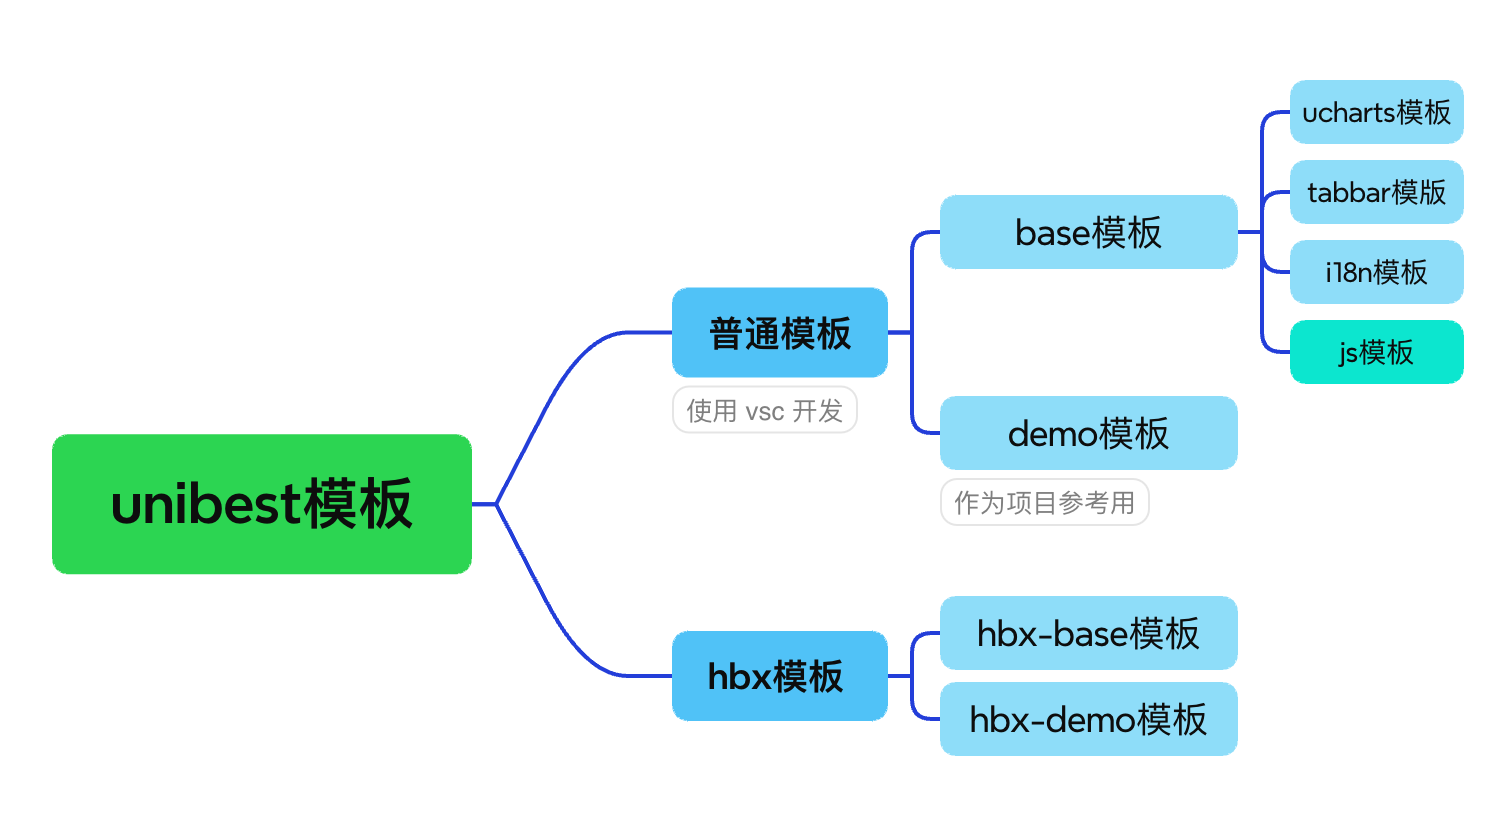 unibest模板
普通模板
使用 vsc 开发
base模板
ucharts模板
tabbar模版
i18n模板
js模板
demo模板
作为项目参考用
hbx模板
hbx-base模板
hbx-demo模板